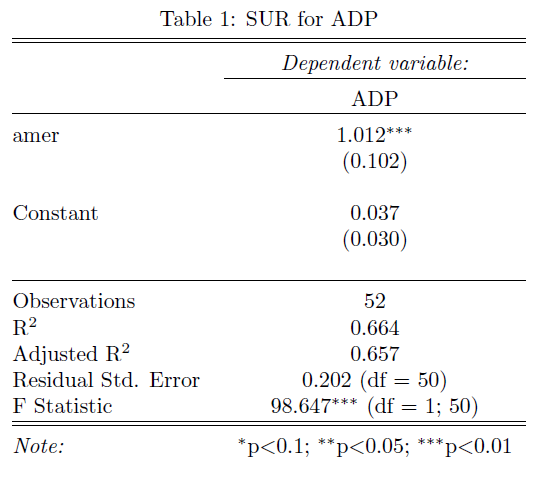 Table 1: SUR for ADP
Dependent variable:
ADP
amer 1.012***
(0.102)
Constant 0.037
(0.030)
Observations 52
R² 0.664
Adjusted R² 0.657
Residual Std. Error 0.202 (df = 50)
F Statistic 98.647*** (df = 1; 50)
Note: *p<0.1; **p<0.05; ***p<0.01